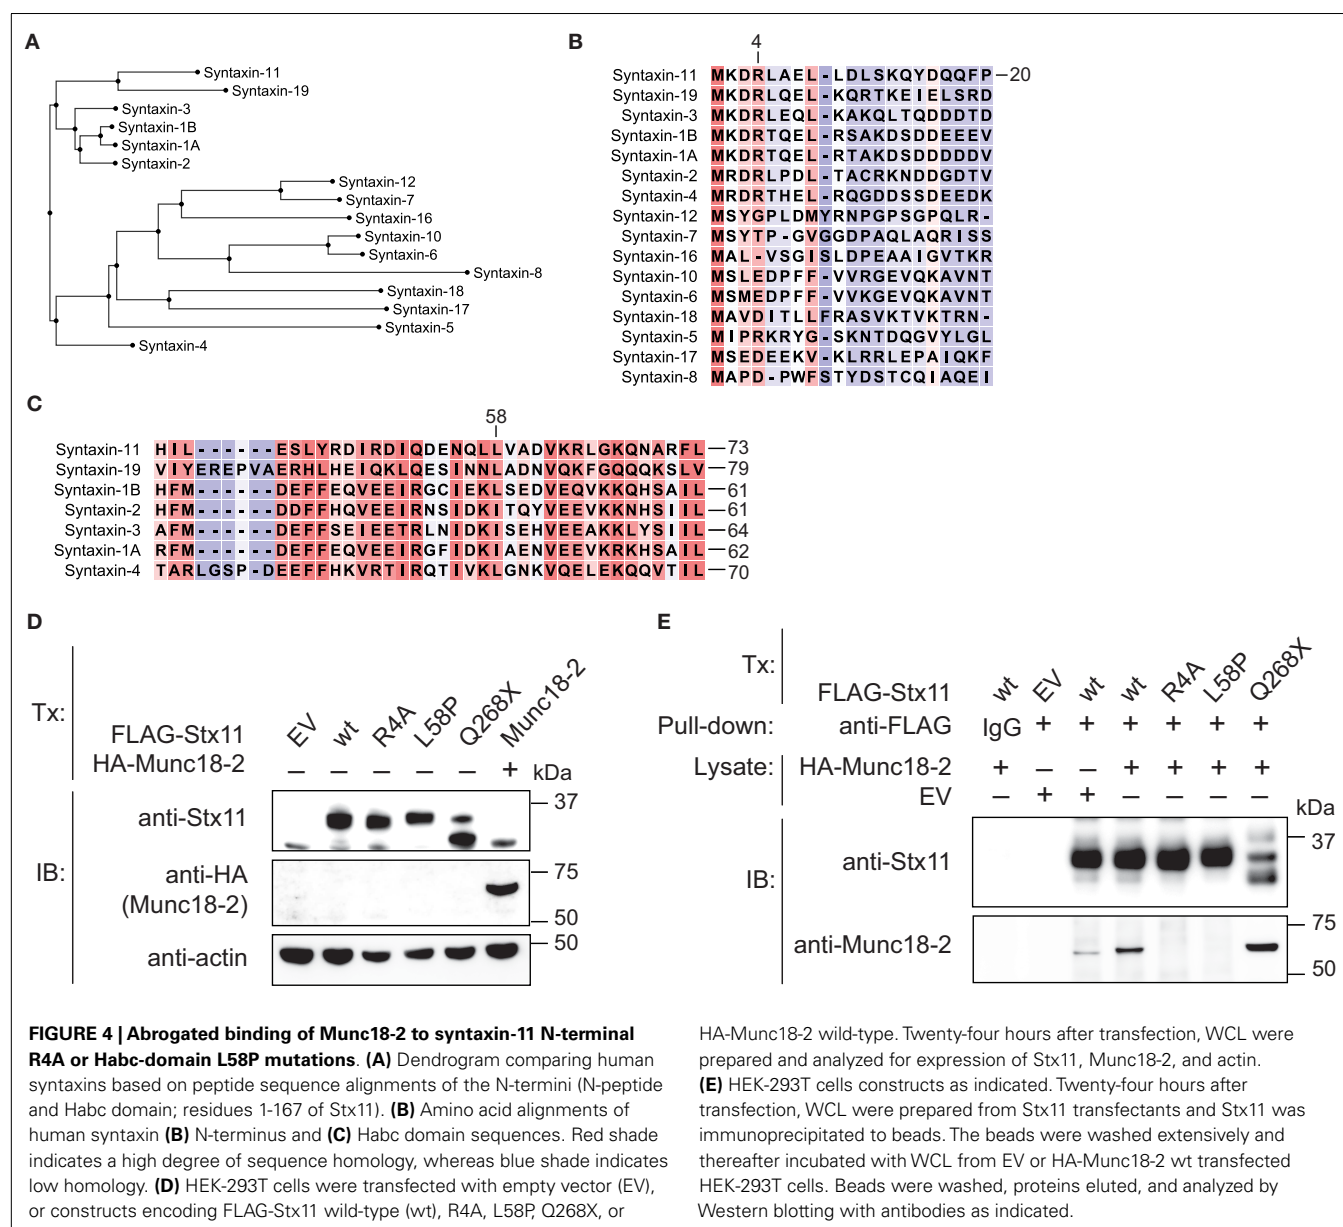 A
Syntaxin-11
Syntaxin-19
Syntaxin-3
Syntaxin-1B
Syntaxin-1A
Syntaxin-2
Syntaxin-12
Syntaxin-7
Syntaxin-16
Syntaxin-10
Syntaxin-6
Syntaxin-8
Syntaxin-18
Syntaxin-17
Syntaxin-5
Syntaxin-4
B
4
Syntaxin-11 MKDRLAEL-LDLSKQYDQQFP 20
Syntaxin-19 MKDRLQEL-KQRTKEIELSRD
Syntaxin-3 MKDRLEQL-KAKQLTQDDDTD
Syntaxin-1B MKDRTQEL-RSAKDSDDEEEV
Syntaxin-1A MKDRTQEL-RTAKDSDDDDDV
Syntaxin-2 MRDRLPDL-TACRKNDDGDTV
Syntaxin-4 MRDRTHEL-RQGDDSSDEEDK
Syntaxin-12 MSYGPLDMYRNPGPSGPQLR-
Syntaxin-7 MSYTP-GVGGDPAQLAQRISS
Syntaxin-16 MAL-VSGISLDPEAAIGVTKR
Syntaxin-10 MSLEDPFF-VVRGEVQKAVNT
Syntaxin-6 MSMEDPFF-VVKGEVQKAVNT
Syntaxin-18 MAVDITLLFRASVKTVKTRN-
Syntaxin-5 MIPRKRYG-SKNTDQGVYLGL
Syntaxin-17 MSEDEEKV-KLRRLEPAIQKF
Syntaxin-8 MAPD-PWFSTYDSTCQIAQEI
C
58
Syntaxin-11 HIL------ESLYRDIRDIQDENQLLVADVKRLGKQNARFL 73
Syntaxin-19 VIYEREPVAERHLHEIQKLQESINNLADNVQKFGQQQKSLV 79
Syntaxin-1B HFM------DEFFEQVEEIRGCIEKLSEDVEQVKKQHSAIL 61
Syntaxin-2 HFM------DDFFHQVEEIRNSIDKITQYVEEVKKNHSIIL 61
Syntaxin-3 AFM------DEFFSEIEETRLNIDKISEHVEEAKKLYSIIL 64
Syntaxin-1A RFM------DEFFEQVEEIRGFIDKIAENVEEVKRKHSAIL 62
Syntaxin-4 TARLGSP-DEEFFHKVRTIRQTIVKLGNKVQELEKQQVTIL 70
D
Tx:
FLAG-Stx11 EV wt R4A L58P Q268X Munc18-2
HA-Munc18-2 – – – – – + kDa
IB:
anti-Stx11 37
anti-HA 75
(Munc18-2) 50
anti-actin 50
E
Tx:
FLAG-Stx11 wt EV wt wt R4A L58P Q268X
Pull-down: anti-FLAG IgG + + + + + +
Lysate: HA-Munc18-2 + – – + + + +
EV – + + – – – – kDa
IB:
anti-Stx11 37
anti-Munc18-2 75
50
FIGURE 4 | Abrogated binding of Munc18-2 to syntaxin-11 N-terminal
R4A or Habc-domain L58P mutations. (A) Dendrogram comparing human
syntaxins based on peptide sequence alignments of the N-termini (N-peptide
and Habc domain; residues 1-167 of Stx11). (B) Amino acid alignments of
human syntaxin (B) N-terminus and (C) Habc domain sequences. Red shade
indicates a high degree of sequence homology, whereas blue shade indicates
low homology. (D) HEK-293T cells were transfected with empty vector (EV),
or constructs encoding FLAG-Stx11 wild-type (wt), R4A, L58P, Q268X, or
HA-Munc18-2 wild-type. Twenty-four hours after transfection, WCL were
prepared and analyzed for expression of Stx11, Munc18-2, and actin.
(E) HEK-293T cells constructs as indicated. Twenty-four hours after
transfection, WCL were prepared from Stx11 transfectants and Stx11 was
immunoprecipitated to beads. The beads were washed extensively and
thereafter incubated with WCL from EV or HA-Munc18-2 wt transfected
HEK-293T cells. Beads were washed, proteins eluted, and analyzed by
Western blotting with antibodies as indicated.